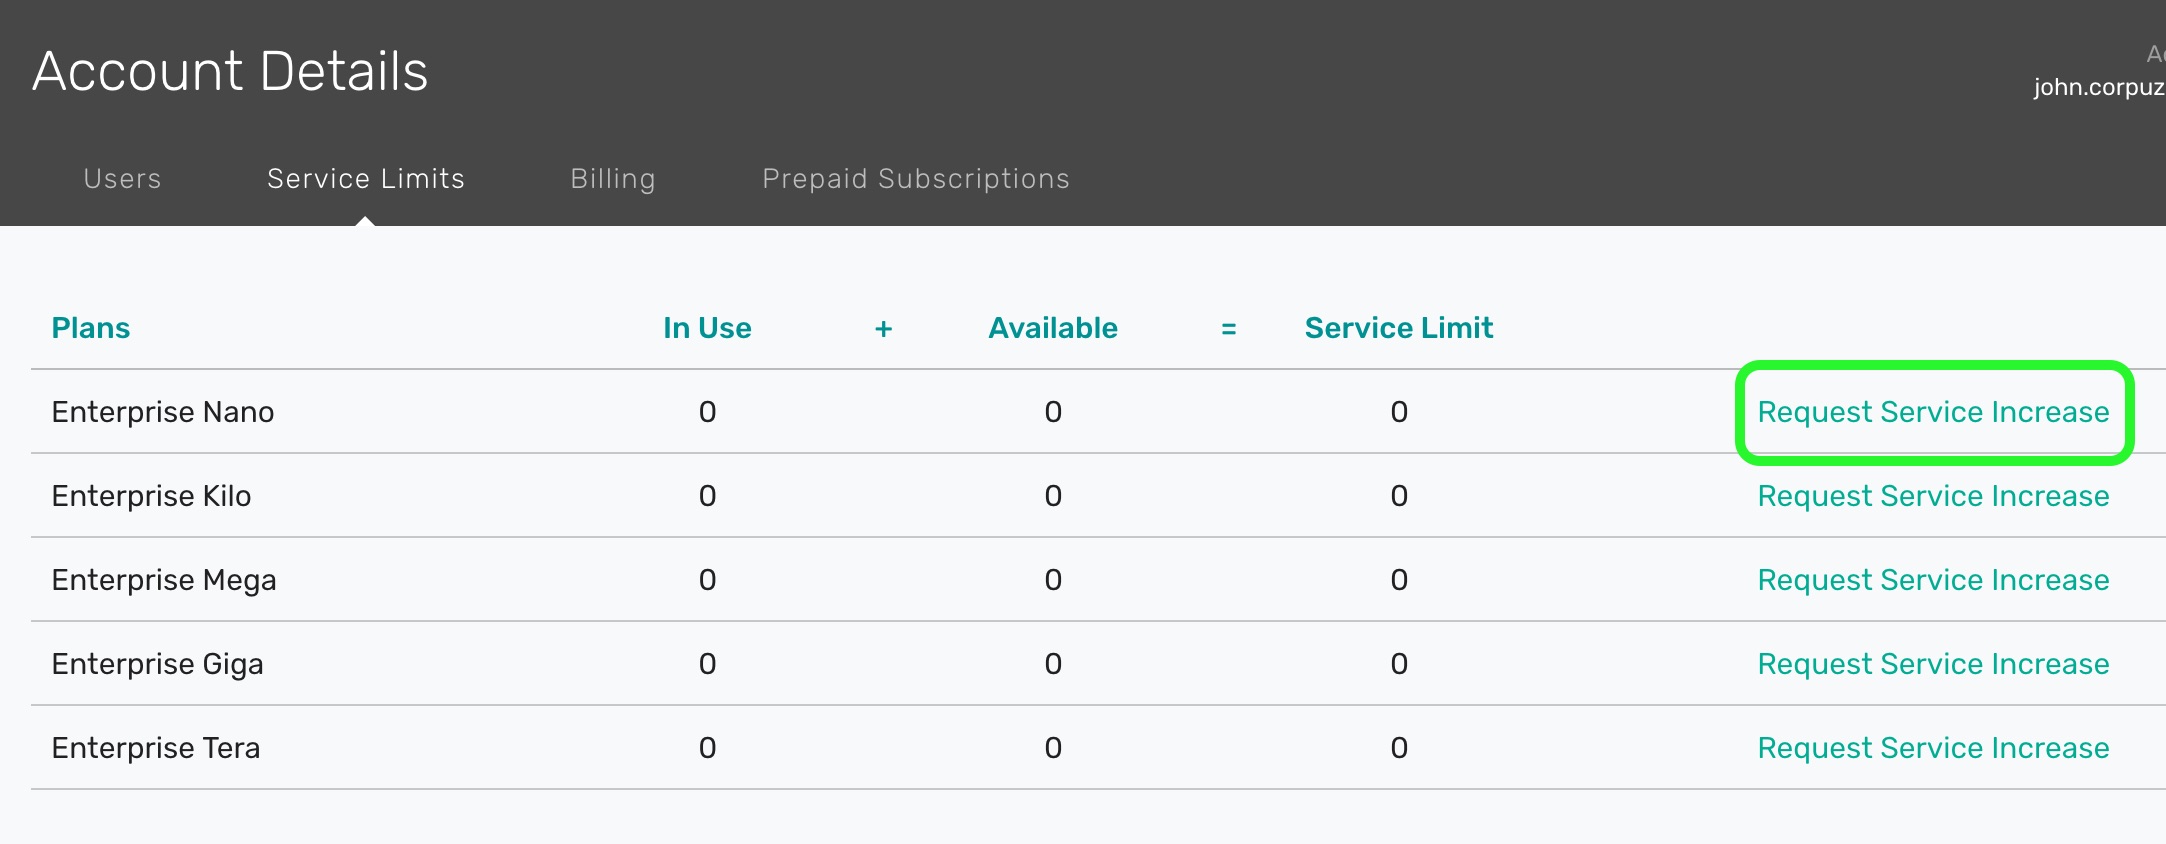 Account Details
john.corpuz
Users Service Limits Billing Prepaid Subscriptions
Plans In Use + Available = Service Limit
Enterprise Nano 0 0 0 Request Service Increase
Enterprise Kilo 0 0 0 Request Service Increase
Enterprise Mega 0 0 0 Request Service Increase
Enterprise Giga 0 0 0 Request Service Increase
Enterprise Tera 0 0 0 Request Service Increase